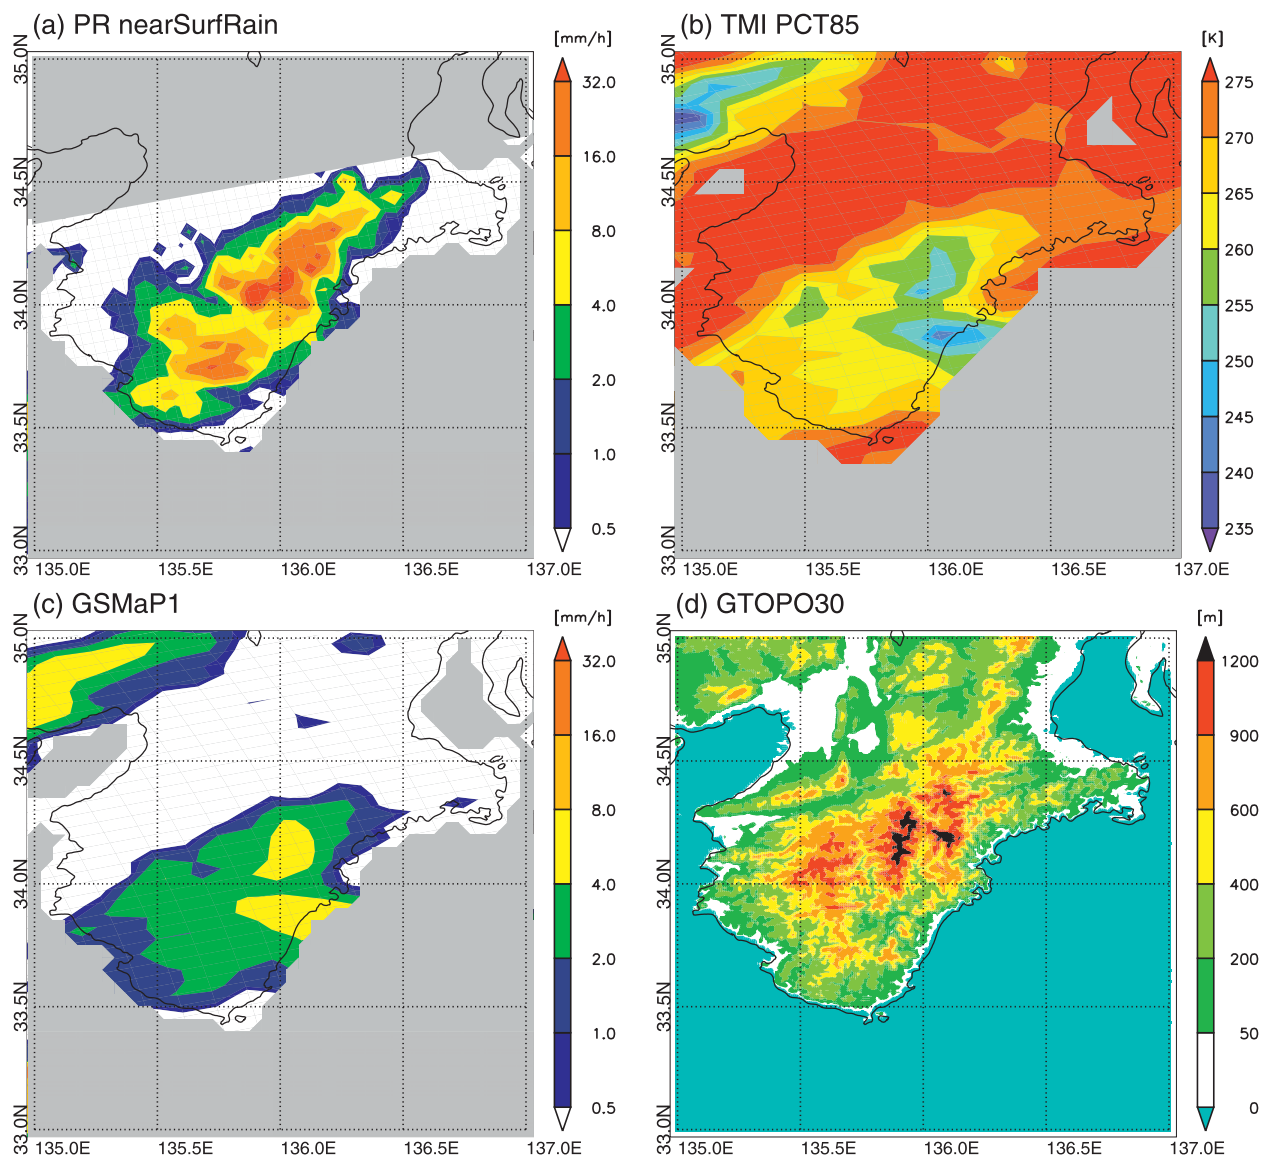 (a) PR nearSurfRain
[mm/h]
35.0N
34.5N
34.0N
33.5N
33.0N
135.0E 135.5E 136.0E 136.5E 137.0E
32.0
16.0
8.0
4.0
2.0
1.0
0.5
(b) TMI PCT85
[K]
35.0N
34.5N
34.0N
33.5N
33.0N
135.0E 135.5E 136.0E 136.5E 137.0E
275
270
265
260
255
250
245
240
235
(c) GSMaP1
[mm/h]
35.0N
34.5N
34.0N
33.5N
33.0N
135.0E 135.5E 136.0E 136.5E 137.0E
32.0
16.0
8.0
4.0
2.0
1.0
0.5
(d) GTOPO30
[m]
35.0N
34.5N
34.0N
33.5N
33.0N
135.0E 135.5E 136.0E 136.5E 137.0E
1200
900
600
400
200
50
0